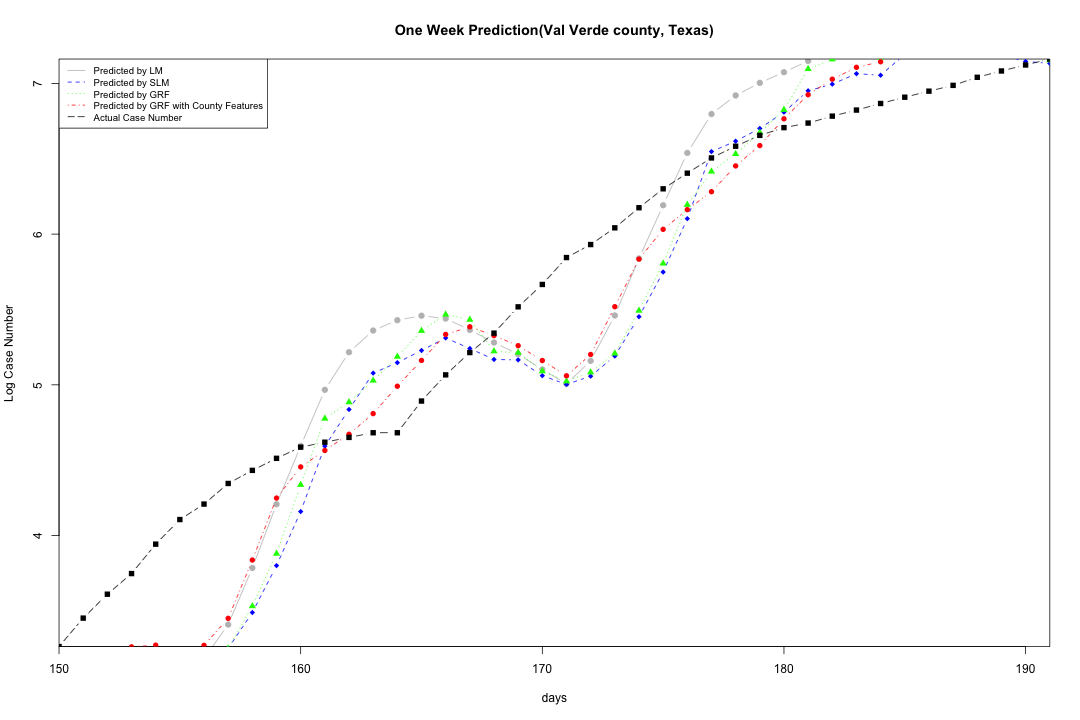 One Week Prediction(Val Verde county, Texas)
Predicted by LM
Predicted by SLM
Predicted by GRF
Predicted by GRF with County Features
Actual Case Number
7
6
5
4
Log Case Number
150
160
170
180
190
days